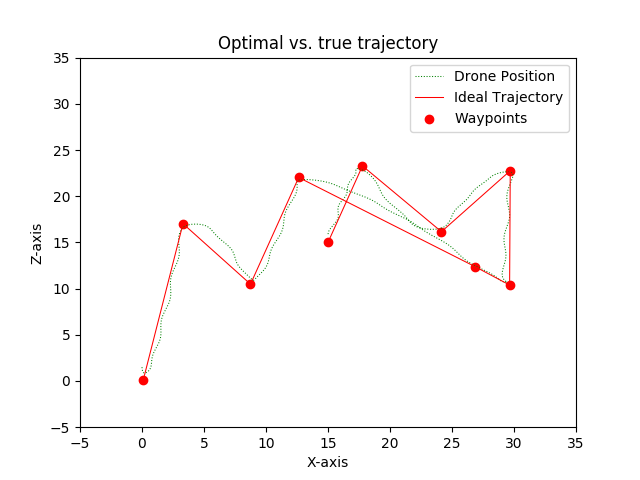 Optimal vs. true trajectory
Drone Position
Ideal Trajectory
Waypoints
35
30
25
20
15
10
5
0
−5
Z-axis
−5 0 5 10 15 20 25 30 35
X-axis